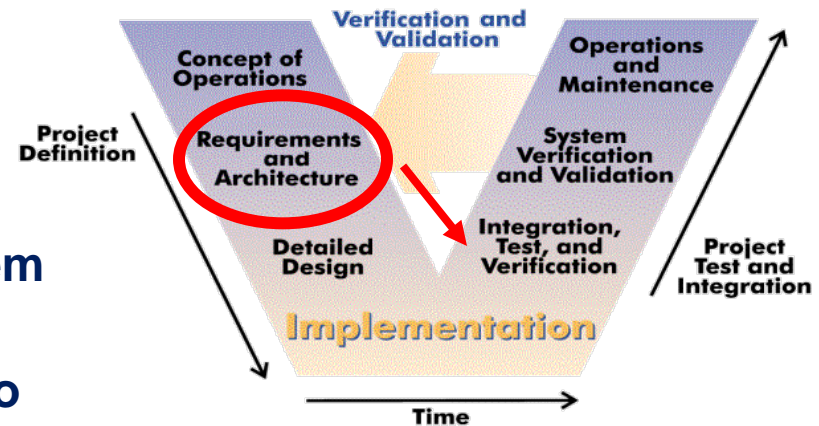 Verification and
Validation
Concept of
Operations
Operations
and
Maintenance
Project
Definition
Requirements
and
Architecture
System
Verification
and Validation
Detailed
Design
Integration,
Test, and
Verification
Project
Test and
Integration
em
Implementation
o
Time